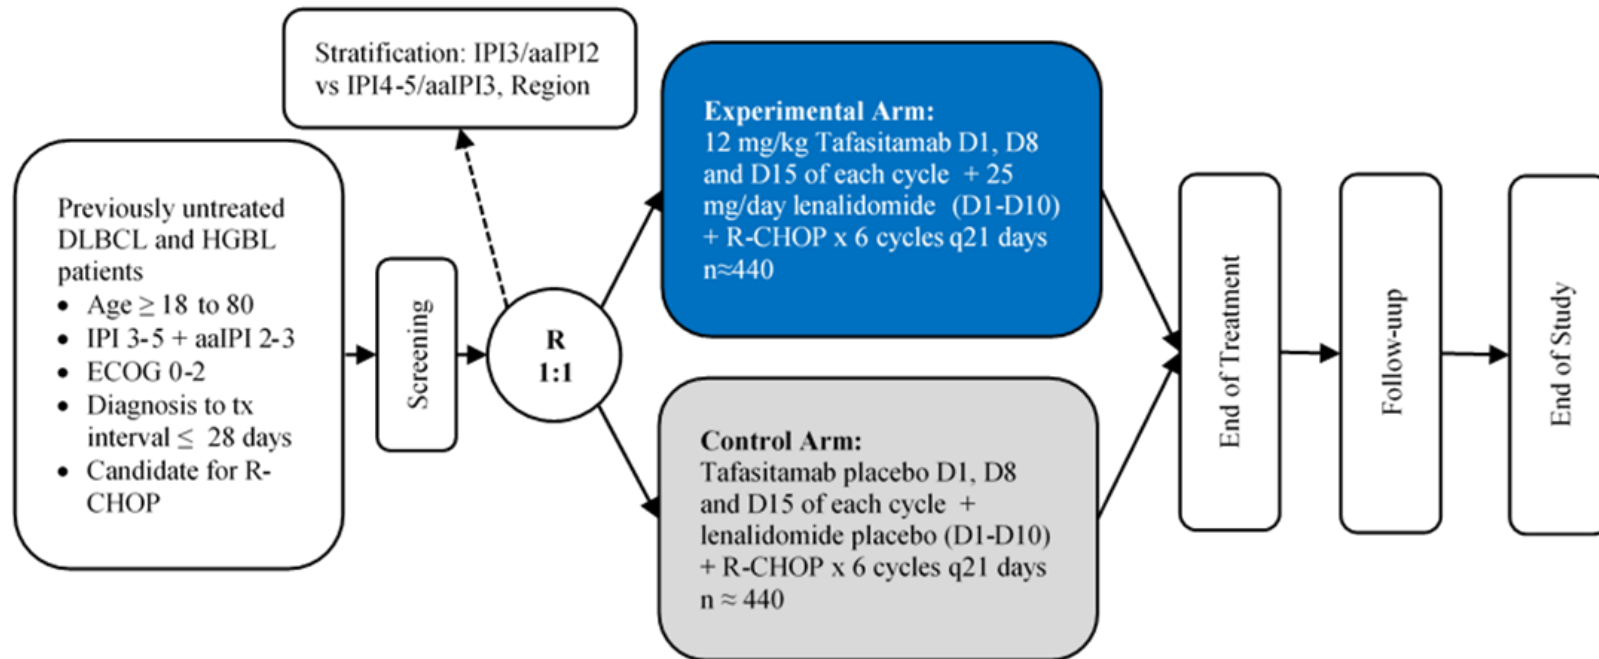 Stratification: IPI3/aaIPI2
vs IPI4-5/aaIPI3, Region
Previously untreated
DLBCL and HGBL
patients
• Age ≥ 18 to 80
• IPI 3-5 + aaIPI 2-3
• ECOG 0-2
• Diagnosis to tx
interval ≤ 28 days
• Candidate for R-
CHOP
Screening
R
1:1
Experimental Arm:
12 mg/kg Tafasitamab D1, D8
and D15 of each cycle + 25
mg/day lenalidomide (D1-D10)
+ R-CHOP x 6 cycles q21 days
n≈440
Control Arm:
Tafasitamab placebo D1, D8
and D15 of each cycle +
lenalidomide placebo (D1-D10)
+ R-CHOP x 6 cycles q21 days
n ≈ 440
End of Treatment
Follow-uup
End of Study